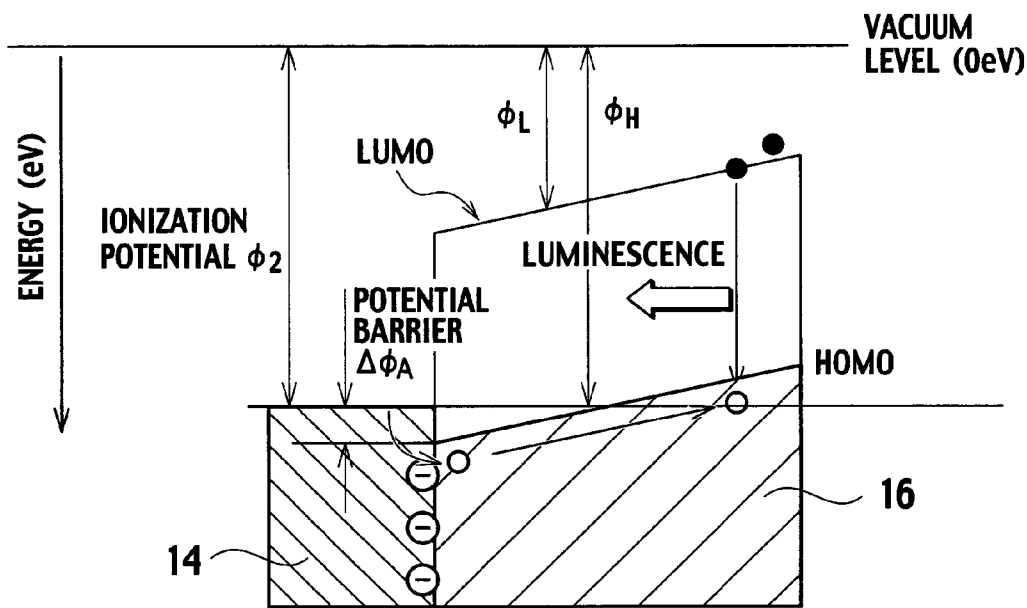 VACUUM
LEVEL (0eV)
ENERGY (eV)
ϕL
ϕH
LUMO
IONIZATION
POTENTIAL ϕ2
LUMINESCENCE
POTENTIAL
BARRIER
ΔϕA
HOMO
16
14